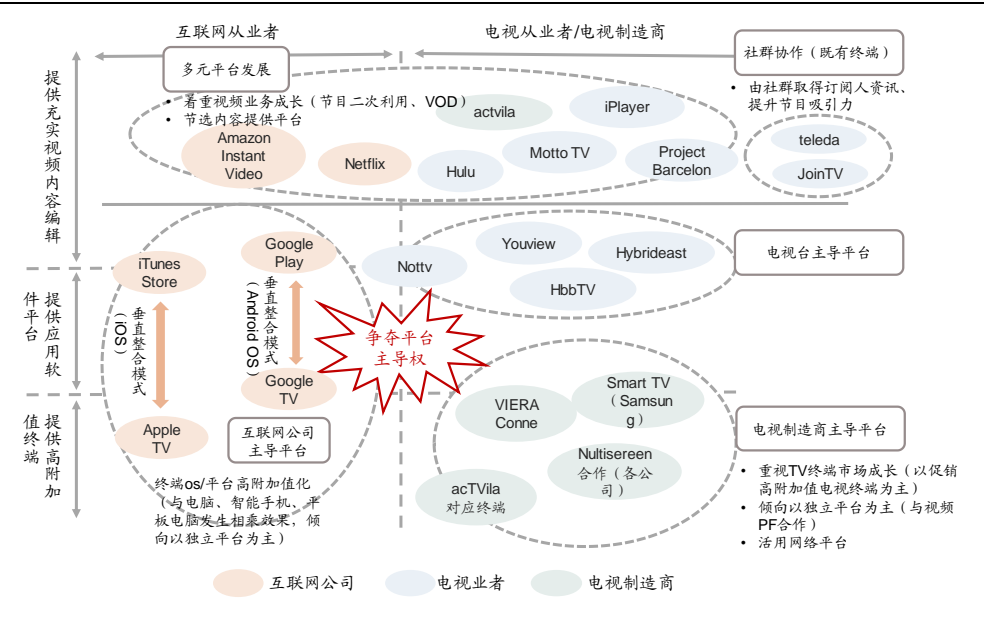 互联网从业者
电视从业者/电视制造商
多元平台发展
社群协作（既有终端）
• 着重视频业务成长（节目二次利用、VOD）
• 节选内容提供平台
• 由社群取得订阅人资讯、
提升节目吸引力
提供充实视频内容编辑
actvila
iPlayer
Amazon
Instant
Video
Netflix
Hulu
Motto TV
Project
Barcelon
teleda
JoinTV
iTunes
Store
Google
Play
Nottv
Youview
Hybrideast
HbbTV
电视台主导平台
提供应用软
件平台
垂直整合模式
（iOS）
垂直整合模式
（Android OS）
争夺平台
主导权
Google
TV
Apple
TV
互联网公司
主导平台
提供高附加
值终端
VIERA
Conne
Smart TV
（Samsun
g）
Nultisereen
合作（各公
司）
acTVila
对应终端
电视制造商主导平台
• 重视TV终端市场成长（以促销
高附加值电视终端为主）
• 倾向以独立平台为主（与视频
PF合作）
• 活用网络平台
终端os/平台高附加值化
（与电脑、智能手机、平
板电脑发生相乘效果，倾
向以独立平台为主）
互联网公司
电视业者
电视制造商